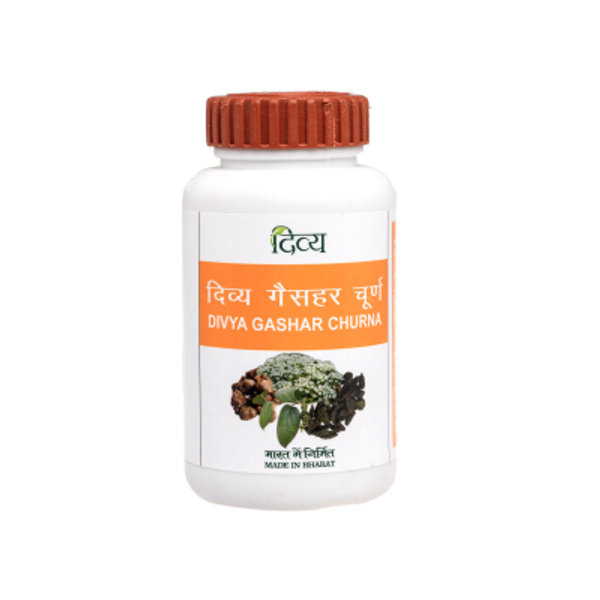 दिव्य
दिव्य गैसहर चूर्ण
DIVYA GASHAR CHURNA
भारत में निर्मित
MADE IN BHARAT